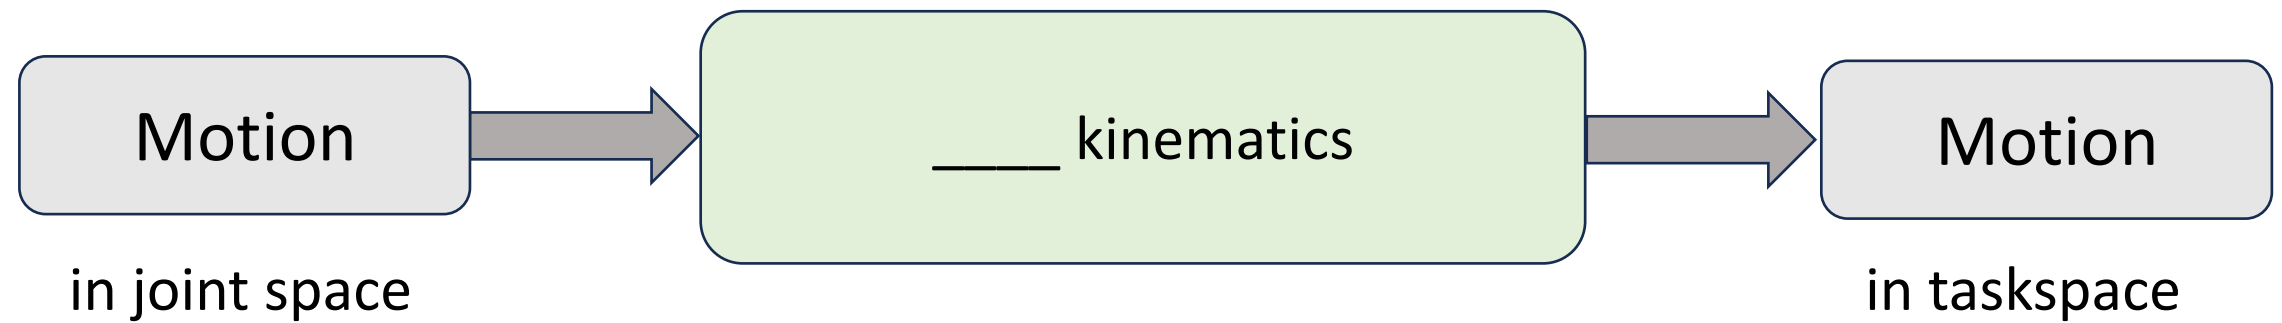 Motion
____ kinematics
Motion
in joint space
in taskspace